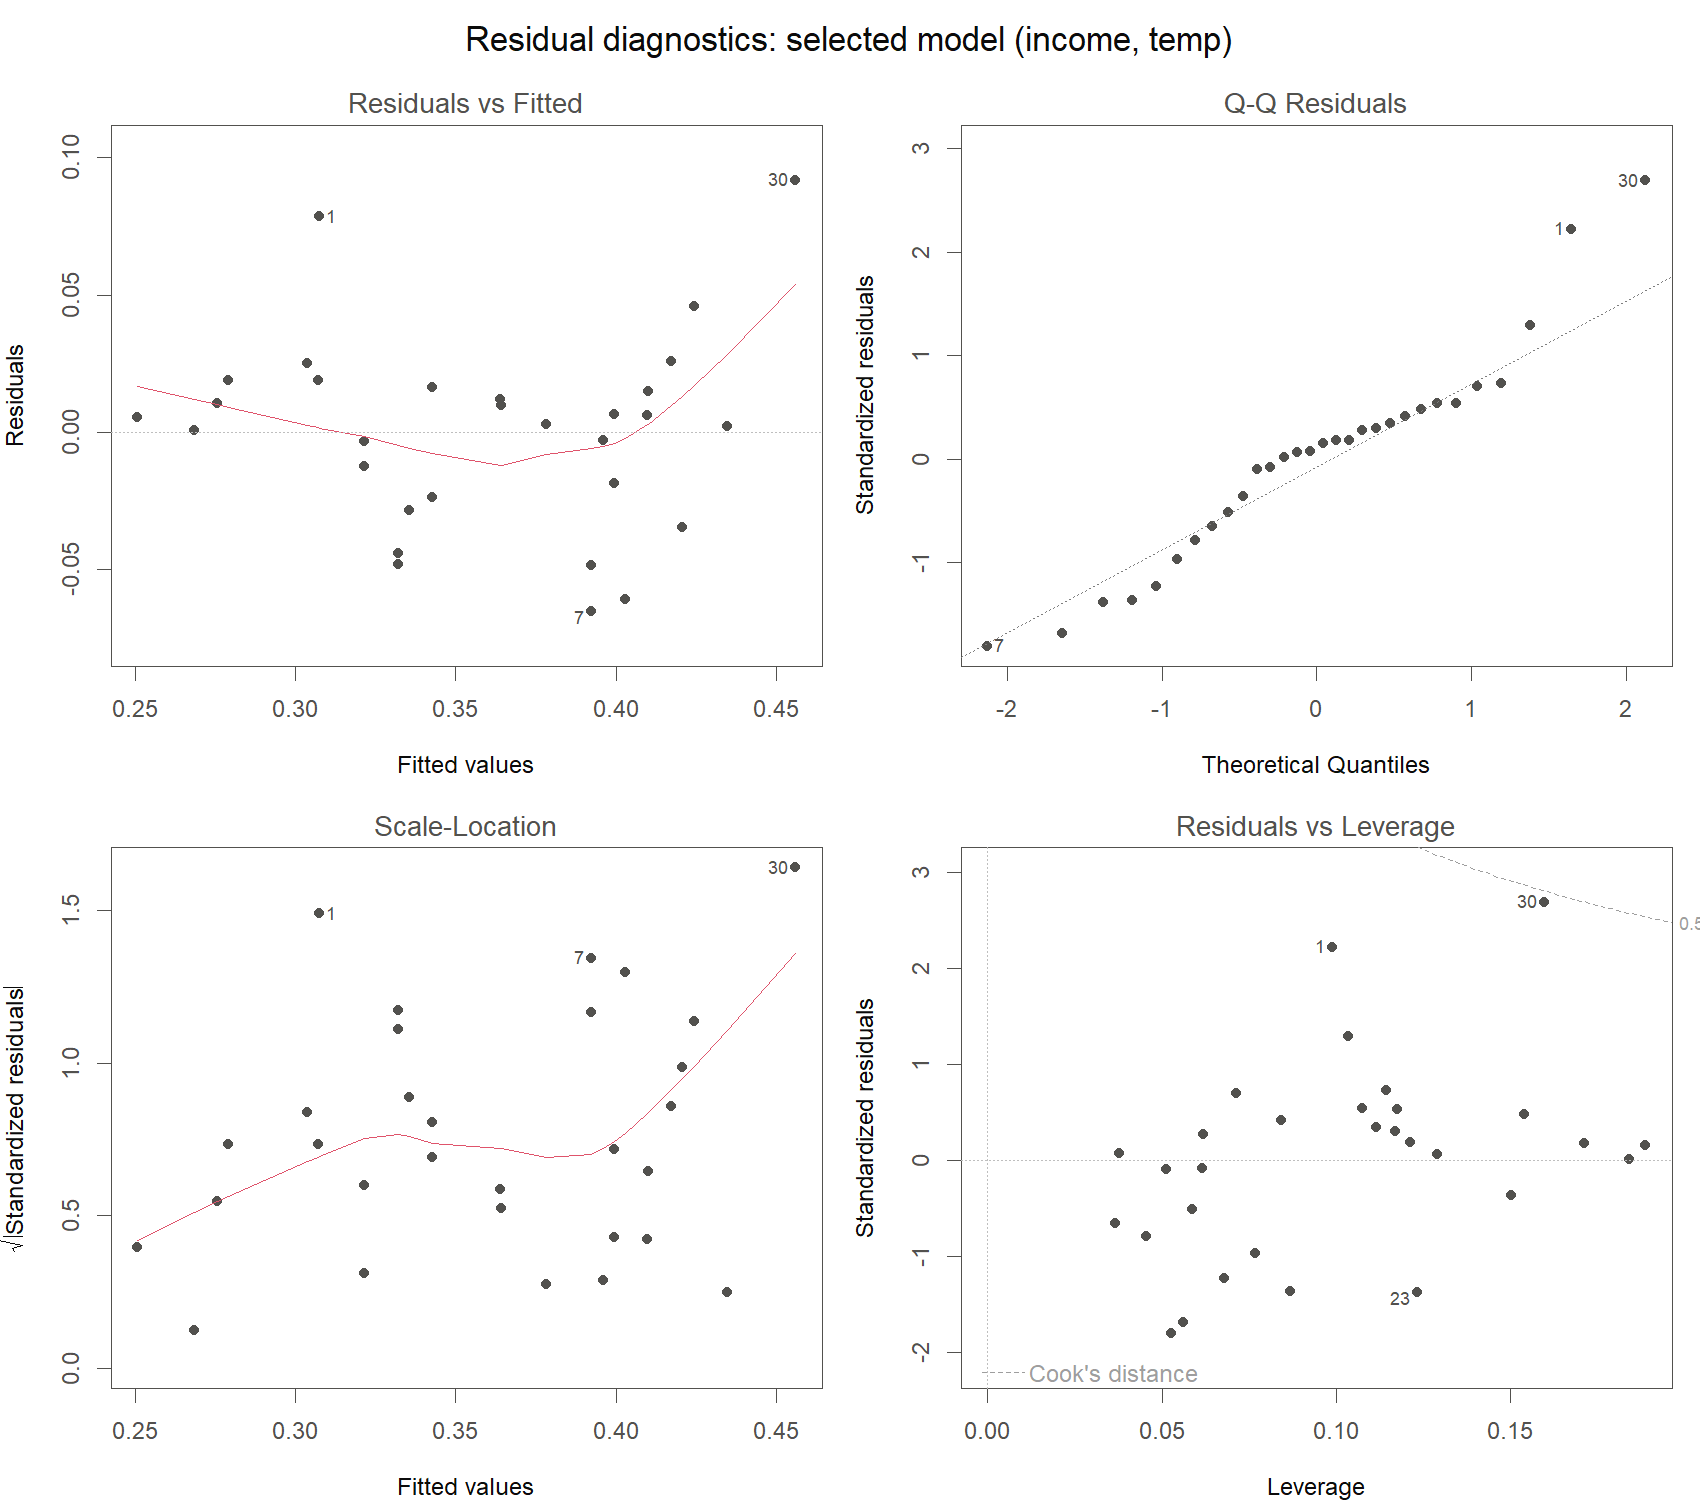 Residual diagnostics: selected model (income, temp)
Residuals vs Fitted
Residuals
0.10
0.05
0.00
-0.05
30
1
7
0.25 0.30 0.35 0.40 0.45
Fitted values
Q-Q Residuals
Standardized residuals
3
2
1
0
-1
30
1
7
-2 -1 0 1 2
Theoretical Quantiles
Scale-Location
√|Standardized residuals|
1.5
1.0
0.5
0.0
30
1
7
0.25 0.30 0.35 0.40 0.45
Fitted values
Residuals vs Leverage
Standardized residuals
3
2
1
0
-1
-2
30
0.5
1
23
Cook's distance
0.00 0.05 0.10 0.15
Leverage